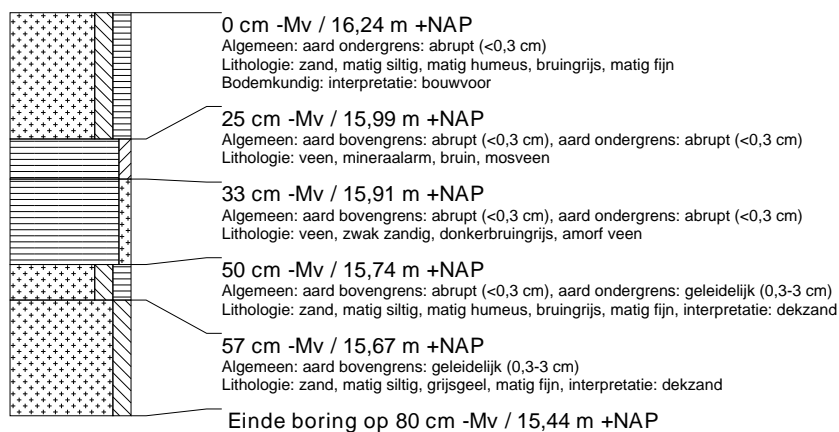 0 cm -Mv / 16,24 m +NAP
Algemeen: aard ondergrens: abrupt (<0,3 cm)
Lithologie: zand, matig siltig, matig humeus, bruingrijs, matig fijn
Bodemkundig: interpretatie: bouwvoor
25 cm -Mv / 15,99 m +NAP
Algemeen: aard bovengrens: abrupt (<0,3 cm), aard ondergrens: abrupt (<0,3 cm)
Lithologie: veen, mineraalarm, bruin, mosveen
33 cm -Mv / 15,91 m +NAP
Algemeen: aard bovengrens: abrupt (<0,3 cm), aard ondergrens: abrupt (<0,3 cm)
Lithologie: veen, zwak zandig, donkerbruingrijs, amorf veen
50 cm -Mv / 15,74 m +NAP
Algemeen: aard bovengrens: abrupt (<0,3 cm), aard ondergrens: geleidelijk (0,3-3 cm)
Lithologie: zand, matig siltig, matig humeus, bruingrijs, matig fijn, interpretatie: dekzand
57 cm -Mv / 15,67 m +NAP
Algemeen: aard bovengrens: geleidelijk (0,3-3 cm)
Lithologie: zand, matig siltig, grijsgeel, matig fijn, interpretatie: dekzand
Einde boring op 80 cm -Mv / 15,44 m +NAP